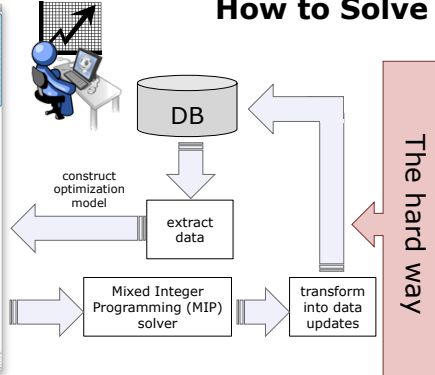 How to Solve
DB
construct
optimization
model
extract
data
The hard way
Mixed Integer
Programming (MIP)
solver
transform
into data
updates